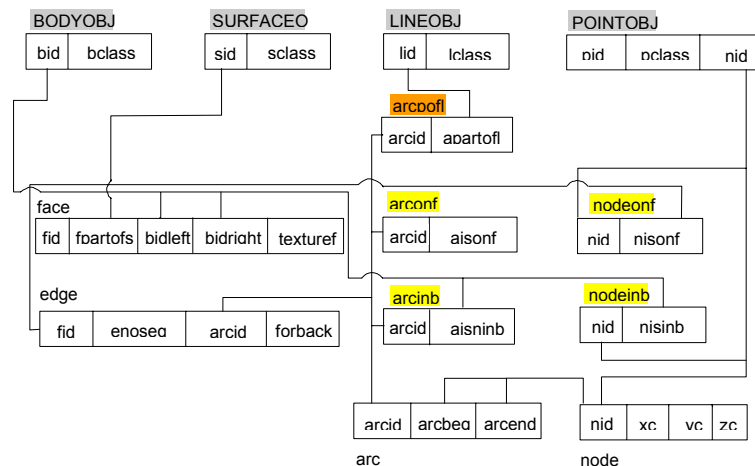 BODYOBJ SURFACEO LINEOBJ POINTOBJ
bid bclass sid sclass lid lclass pid pclass nid
arcpofl
arcid apartofl
face arconf nodeonf
fid fpartofs bidleft bidright texturef arcid aisonf nid nisonf
edge arcinb nodeinb
fid enoseq arcid forback arcid aisninb nid nisinb
arcid arcbeg arcend nid xc yc zc
arc node